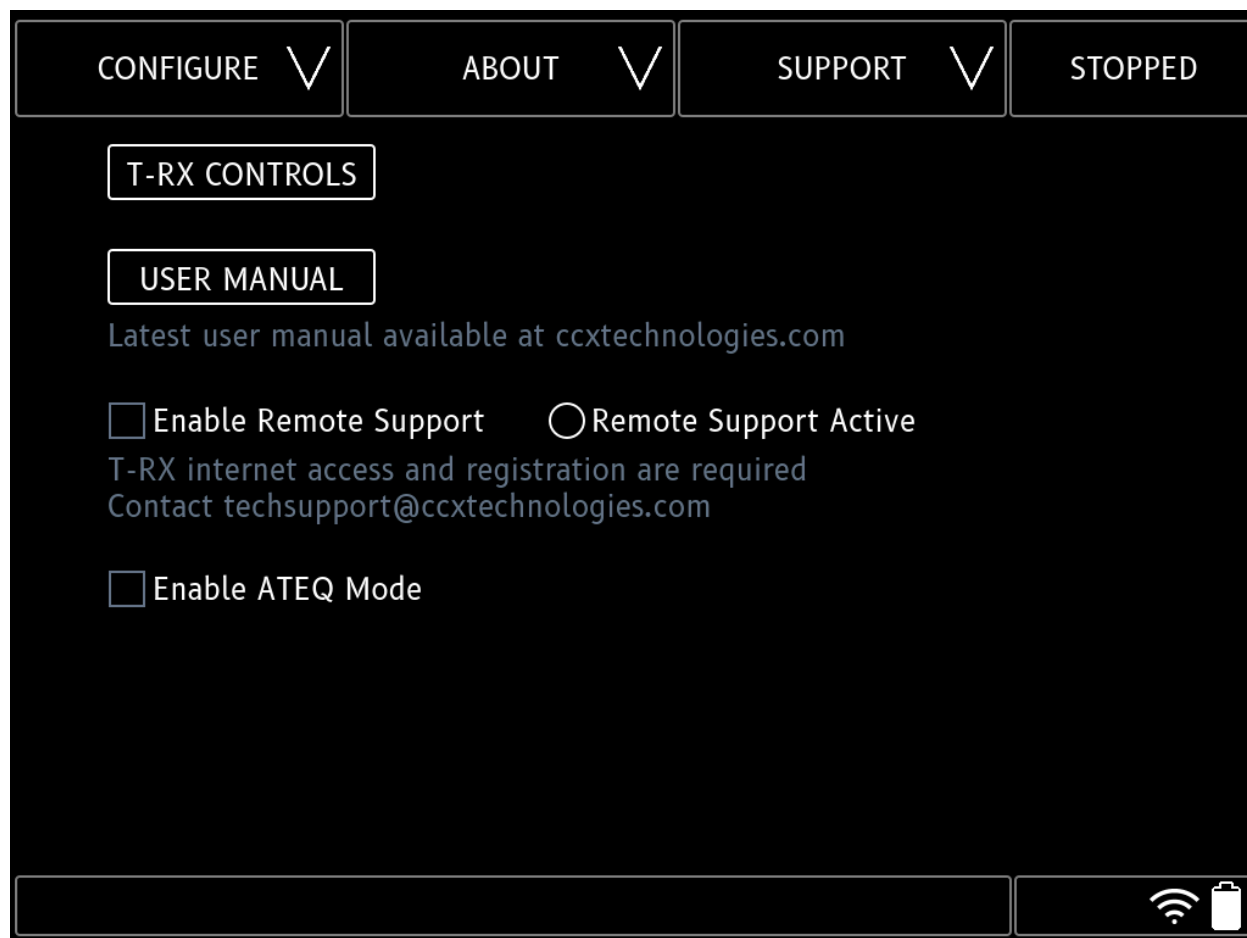 CONFIGURE ABOUT SUPPORT STOPPED
T-RX CONTROLS
USER MANUAL
Latest user manual available at ccxtechnologies.com
Enable Remote Support Remote Support Active
T-RX internet access and registration are required
Contact techsupport@ccxtechnologies.com
Enable ATEQ Mode